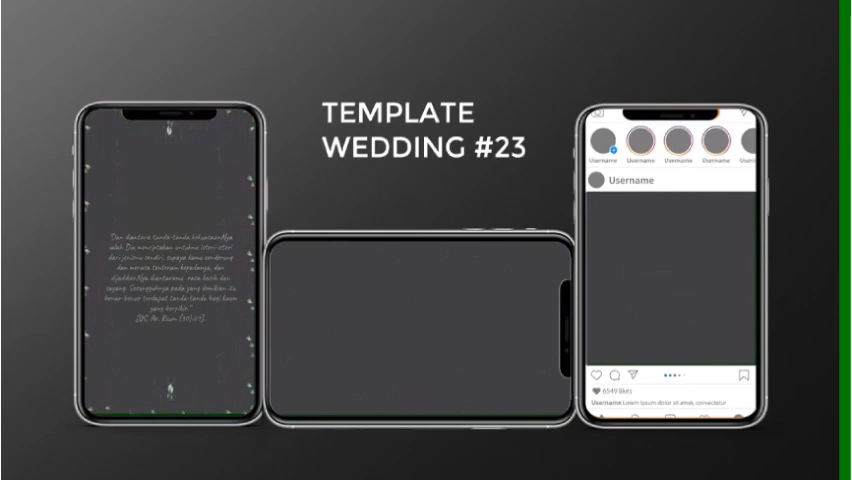 TEMPLATE
WEDDING #23
"Dan diantara tanda-tanda kekuasaanNya
ialah Dia menciptakan untukmu isteri-isteri
dari jenismu sendiri, supaya kamu cenderung
dan merasa tenteram kepadanya, dan
dijadikanNya diantaramu rasa kasih dan
sayang. Sesungguhnya pada yang demikian itu
benar-benar terdapat tanda-tanda bagi kaum
yang berpikir."
Username Username Username Username Username
Username
6549 likes
Username Lorem ipsum dolor sit amet, consectetur